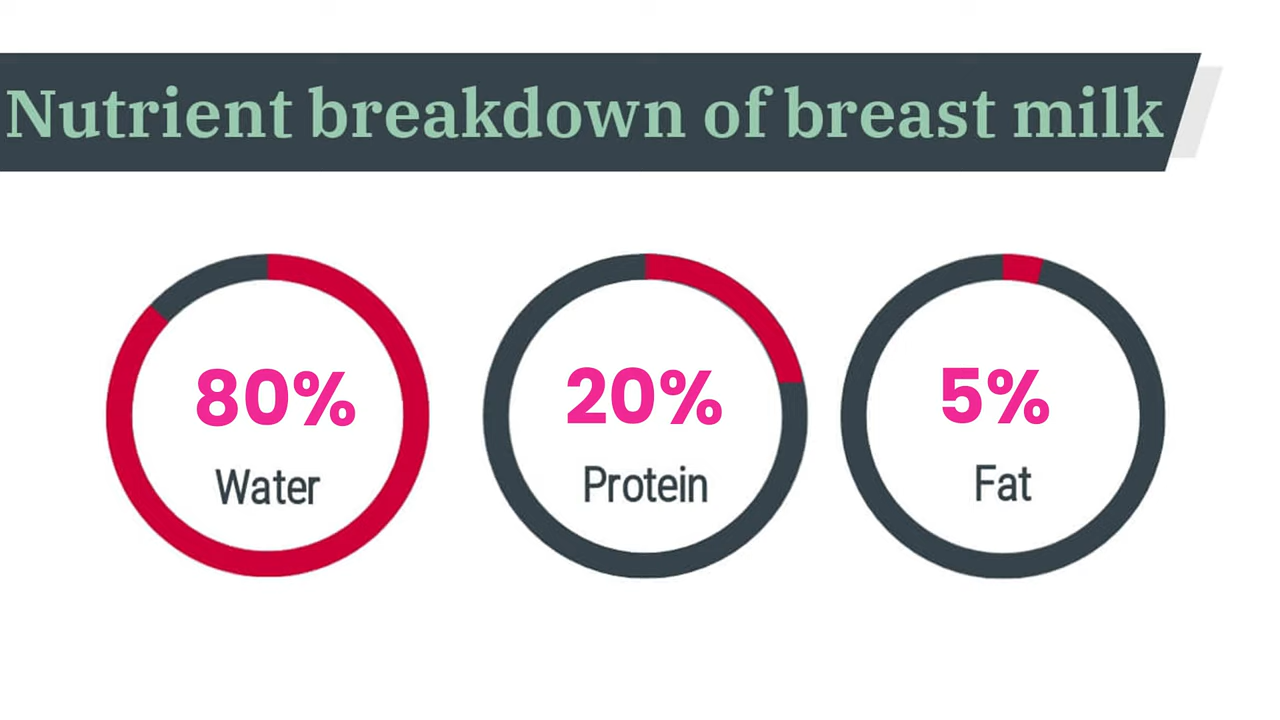 Nutrient breakdown of breast milk
80%
Water
20%
Protein
5%
Fat